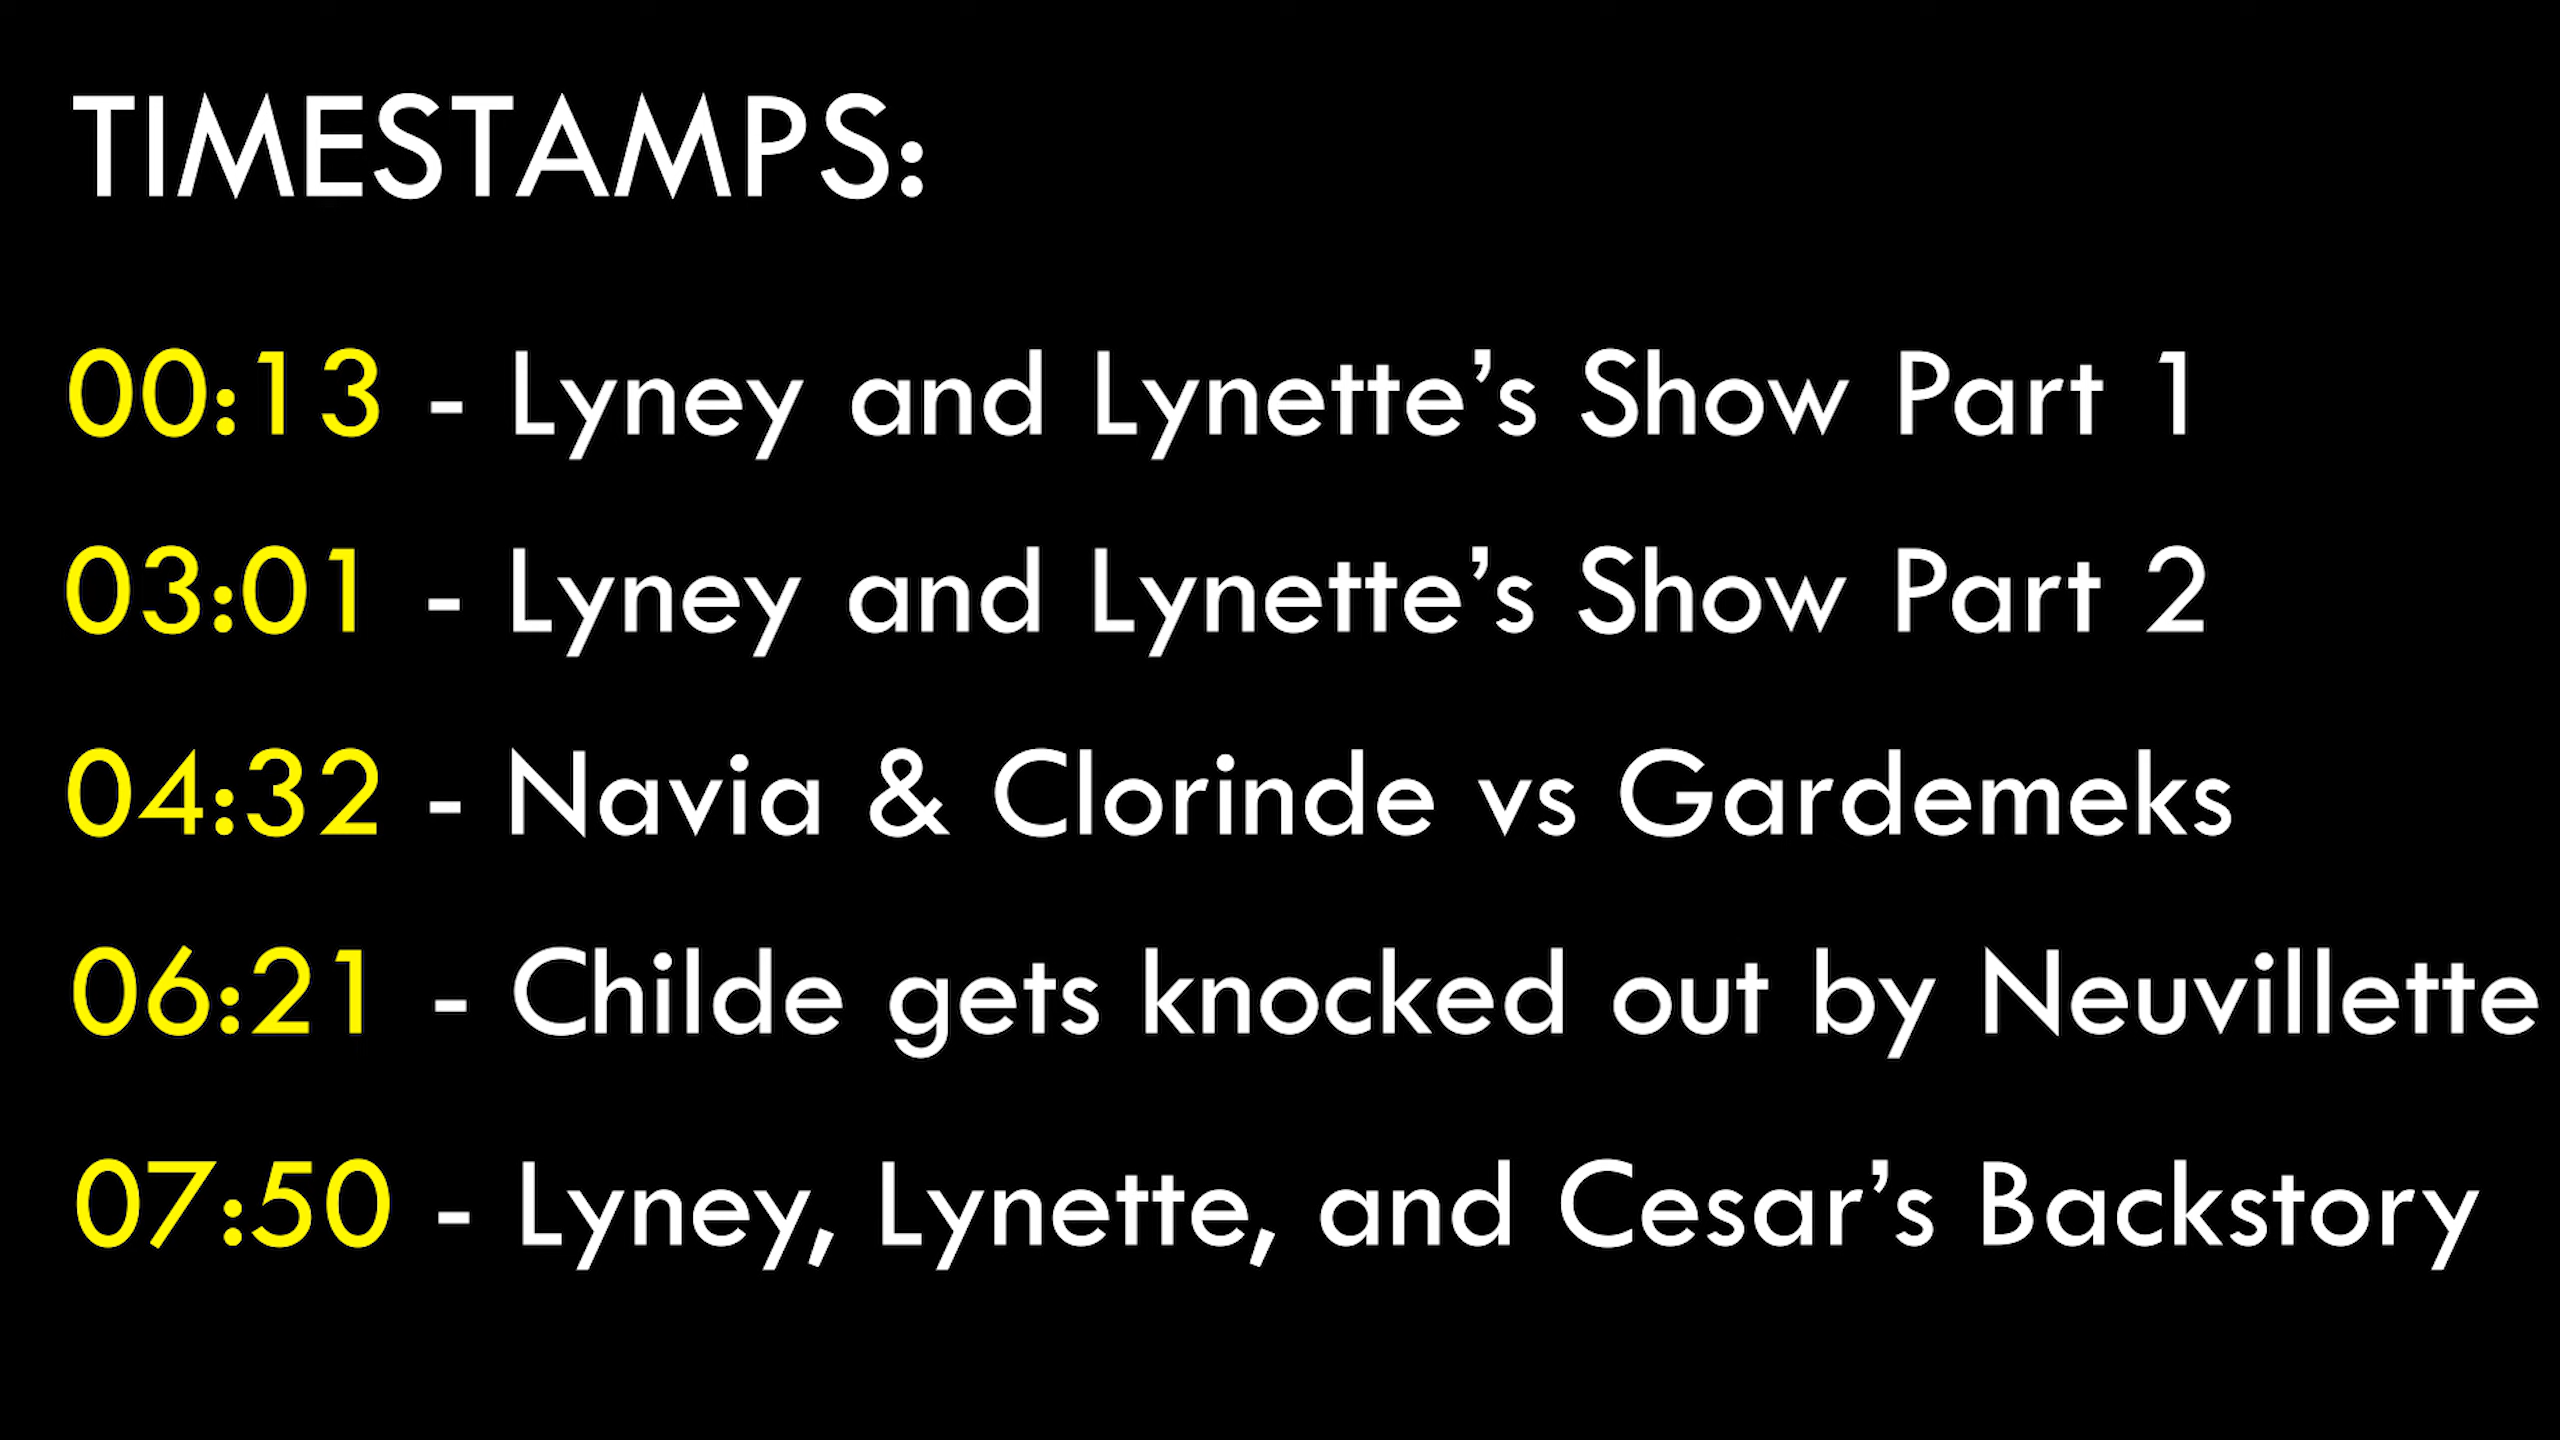 TIMESTAMPS:
00:13 - Lyney and Lynette’s Show Part 1
03:01 - Lyney and Lynette’s Show Part 2
04:32 - Navia & Clorinde vs Gardemeks
06:21 - Childe gets knocked out by Neuvillette
07:50 - Lyney, Lynette, and Cesar’s Backstory